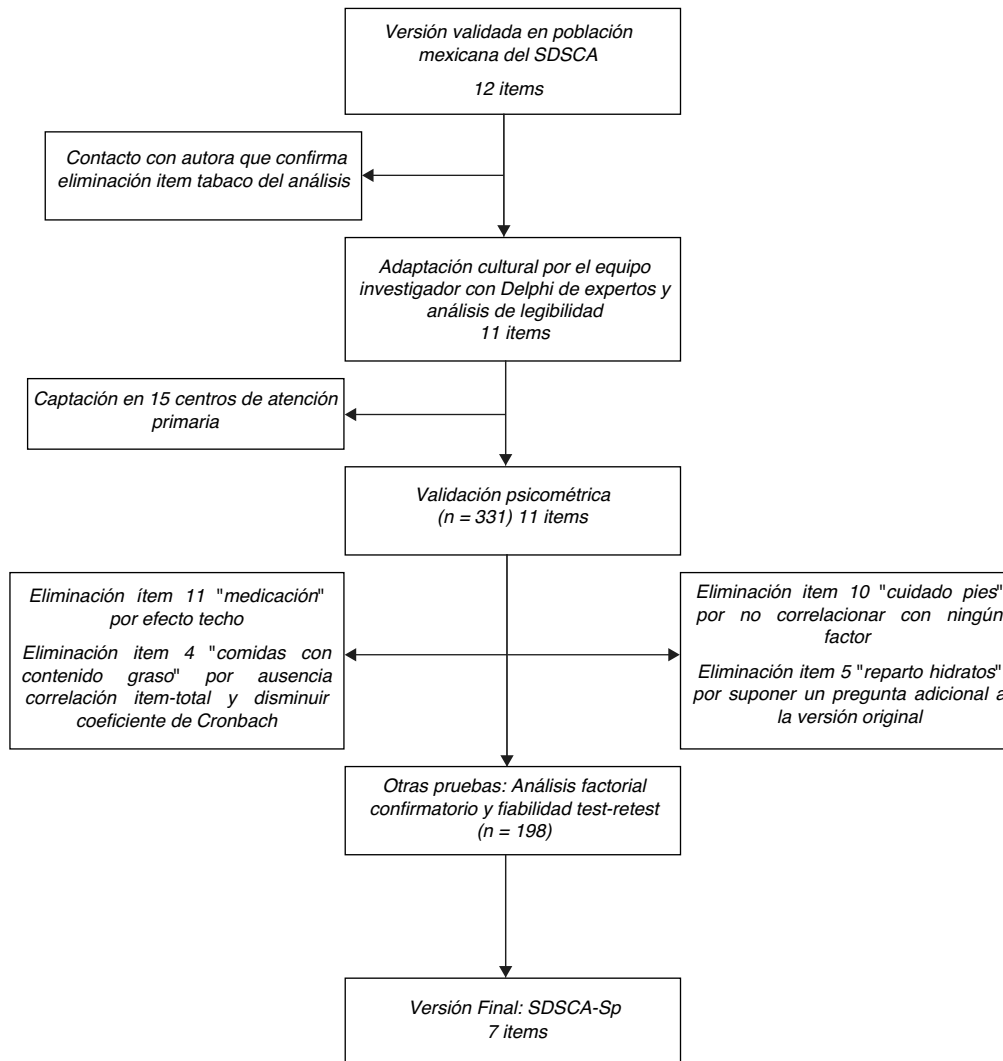 Versión validada en población
mexicana del SDSCA
12 items
Contacto con autora que confirma
eliminación item tabaco del análisis
Adaptación cultural por el equipo
investigador con Delphi de expertos y
análisis de legibilidad
11 items
Captación en 15 centros de atención
primaria
Validación psicométrica
(n = 331) 11 items
Eliminación ítem 11 "medicación"
por efecto techo
Eliminación item 4 "comidas con
contenido graso" por ausencia
correlación item-total y disminuir
coeficiente de Cronbach
Eliminación item 10 "cuidado pies"
por no correlacionar con ningún
factor
Eliminación item 5 "reparto hidratos"
por suponer un pregunta adicional a
la versión original
Otras pruebas: Análisis factorial
confirmatorio y fiabilidad test-retest
(n = 198)
Versión Final: SDSCA-Sp
7 items